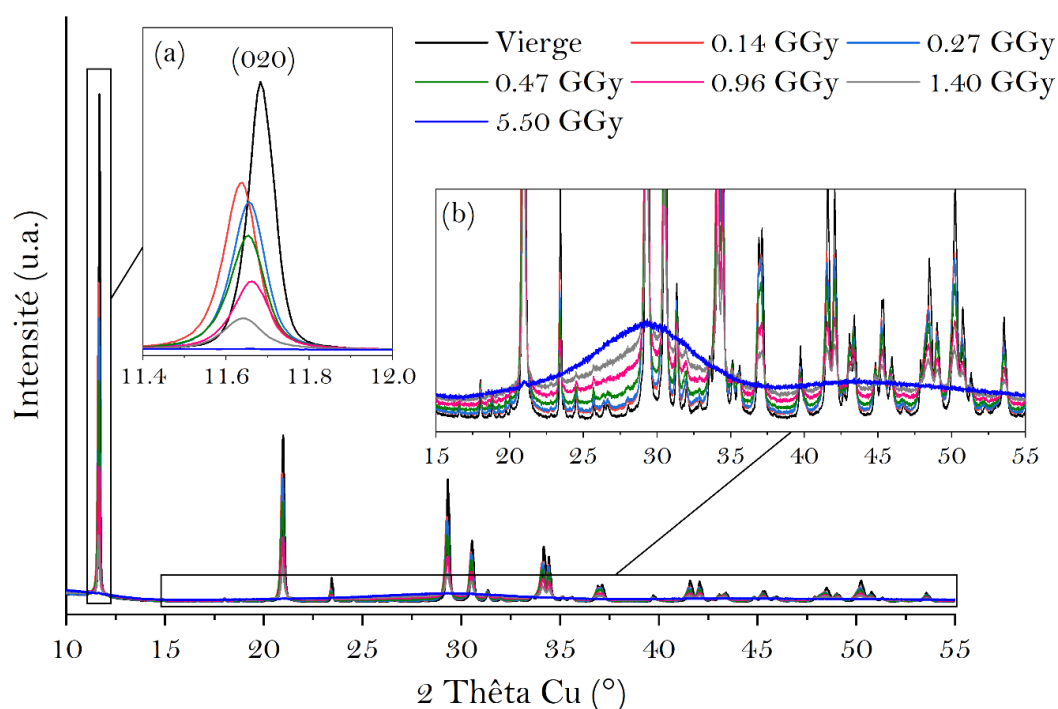 (a)
(020)
11.4 11.6 11.8 12.0
Vierge 0.14 GGy 0.27 GGy
0.47 GGy 0.96 GGy 1.40 GGy
5.50 GGy
(b)
15 20 25 30 35 40 45 50 55
Intensité (u.a.)
10 15 20 25 30 35 40 45 50 55
2 Thêta Cu (°)